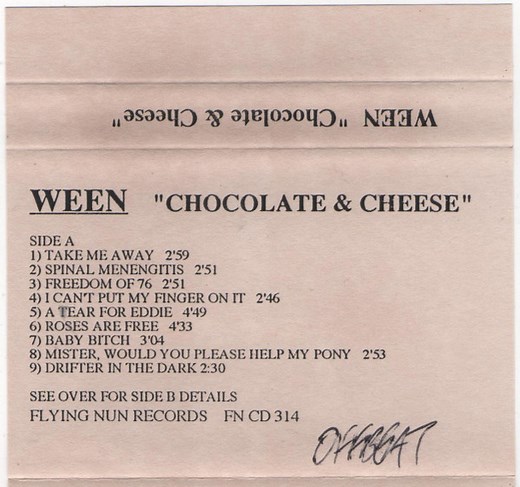 WEEN "Chocolate & Cheese"
WEEN "CHOCOLATE & CHEESE"
SIDE A
1) TAKE ME AWAY 2'59
2) SPINAL MENENGITIS 2'51
3) FREEDOM OF 76 2'51
4) I CAN'T PUT MY FINGER ON IT 2'46
5) A TEAR FOR EDDIE 4'49
6) ROSES ARE FREE 4'33
7) BABY BITCH 3'04
8) MISTER, WOULD YOU PLEASE HELP MY PONY 2'53
9) DRIFTER IN THE DARK 2:30
SEE OVER FOR SIDE B DETAILS
FLYING NUN RECORDS FN CD 314
OFFBEAT